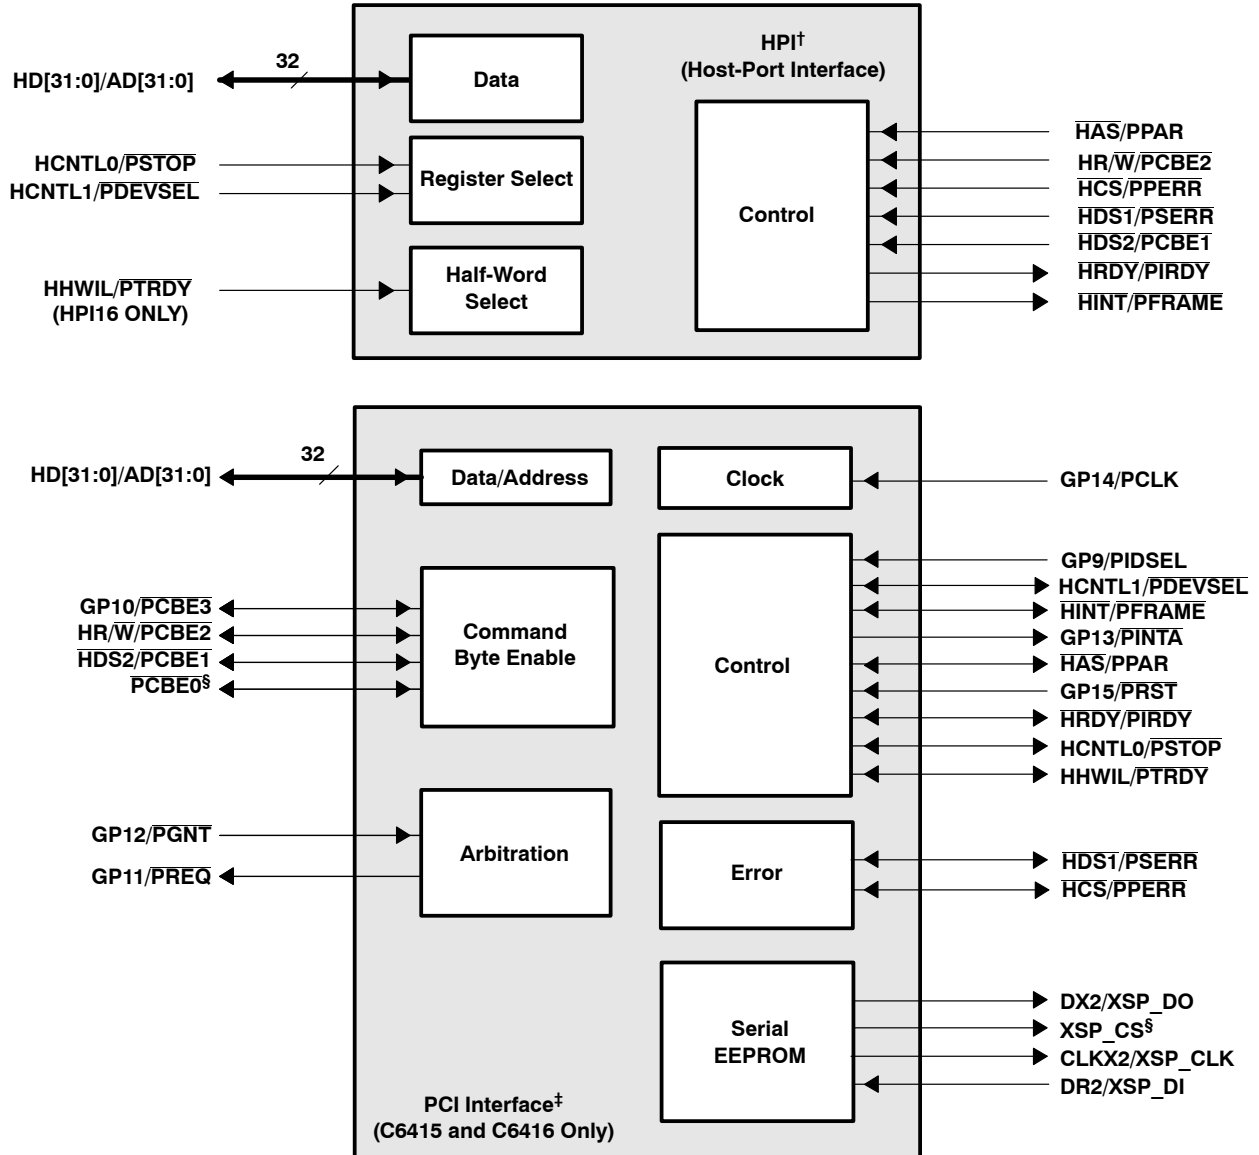 HPI†
(Host-Port Interface)
32
HD[31:0]/AD[31:0]
Data
HCNTL0/PSTOP
HCNTL1/PDEVSEL
Register Select
HHWIL/PTRDY
(HPI16 ONLY)
Half-Word
Select
Control
HAS/PPAR
HR/W/PCBE2
HCS/PPERR
HDS1/PSERR
HDS2/PCBE1
HRDY/PIRDY
HINT/PFRAME
32
HD[31:0]/AD[31:0]
Data/Address
Clock
GP14/PCLK
GP10/PCBE3
HR/W/PCBE2
HDS2/PCBE1
PCBE0§
Command
Byte Enable
Control
GP9/PIDSEL
HCNTL1/PDEVSEL
HINT/PFRAME
GP13/PINTA
HAS/PPAR
GP15/PRST
HRDY/PIRDY
HCNTL0/PSTOP
HHWIL/PTRDY
GP12/PGNT
GP11/PREQ
Arbitration
Error
HDS1/PSERR
HCS/PPERR
Serial
EEPROM
DX2/XSP_DO
XSP_CS§
CLKX2/XSP_CLK
DR2/XSP_DI
PCI Interface‡
(C6415 and C6416 Only)